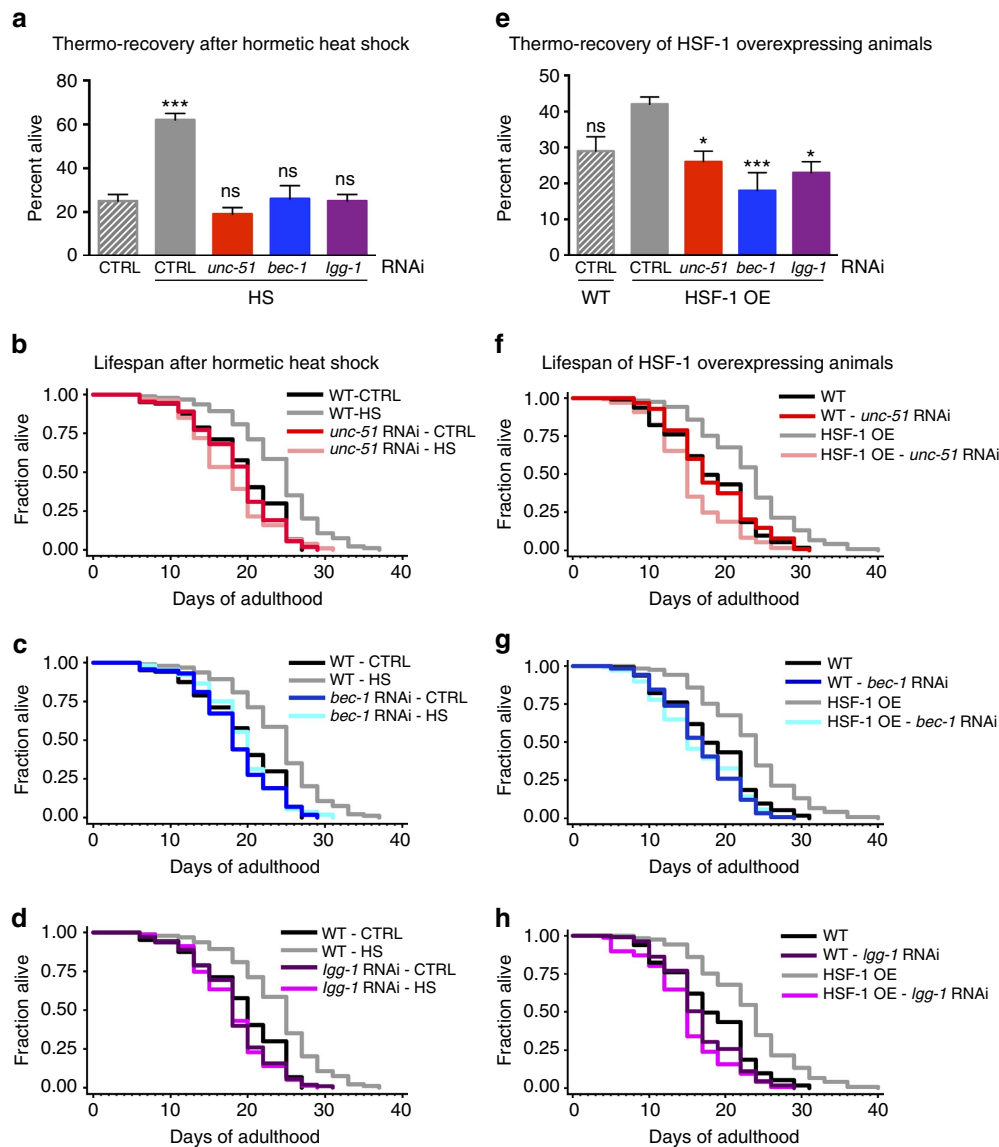 a
Thermo-recovery after hormetic heat shock
Percent alive
80
60
40
20
0
***
ns
ns
ns
CTRL CTRL unc-51 bec-1 lgg-1 RNAi
HS
e
Thermo-recovery of HSF-1 overexpressing animals
Percent alive
50
40
30
20
10
0
ns
*
***
*
CTRL CTRL unc-51 bec-1 lgg-1 RNAi
WT HSF-1 OE
b
Lifespan after hormetic heat shock
Fraction alive
1.00
0.75
0.50
0.25
0.00
WT-CTRL
WT-HS
unc-51 RNAi - CTRL
unc-51 RNAi - HS
0 10 20 30 40
Days of adulthood
f
Lifespan of HSF-1 overexpressing animals
Fraction alive
1.00
0.75
0.50
0.25
0.00
WT
WT - unc-51 RNAi
HSF-1 OE
HSF-1 OE - unc-51 RNAi
0 10 20 30 40
Days of adulthood
c
Fraction alive
1.00
0.75
0.50
0.25
0.00
WT - CTRL
WT - HS
bec-1 RNAi - CTRL
bec-1 RNAi - HS
0 10 20 30 40
Days of adulthood
g
Fraction alive
1.00
0.75
0.50
0.25
0.00
WT
WT - bec-1 RNAi
HSF-1 OE
HSF-1 OE - bec-1 RNAi
0 10 20 30 40
Days of adulthood
d
Fraction alive
1.00
0.75
0.50
0.25
0.00
WT - CTRL
WT - HS
lgg-1 RNAi - CTRL
lgg-1 RNAi - HS
0 10 20 30 40
Days of adulthood
h
Fraction alive
1.00
0.75
0.50
0.25
0.00
WT
WT - lgg-1 RNAi
HSF-1 OE
HSF-1 OE - lgg-1 RNAi
0 10 20 30 40
Days of adulthood